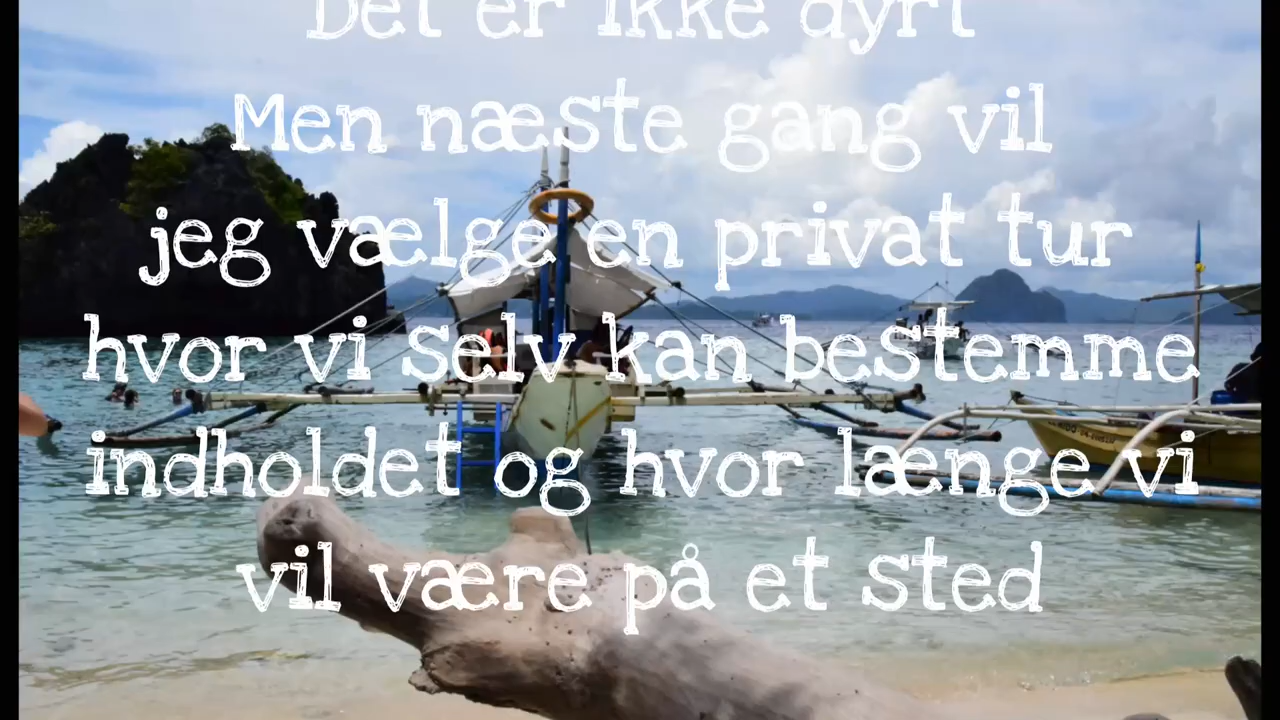 Det er ikke dyrt
Men næste gang vil
jeg vælge en privat tur
hvor vi selv kan bestemme
indholdet og hvor længe vi
vil være på et sted